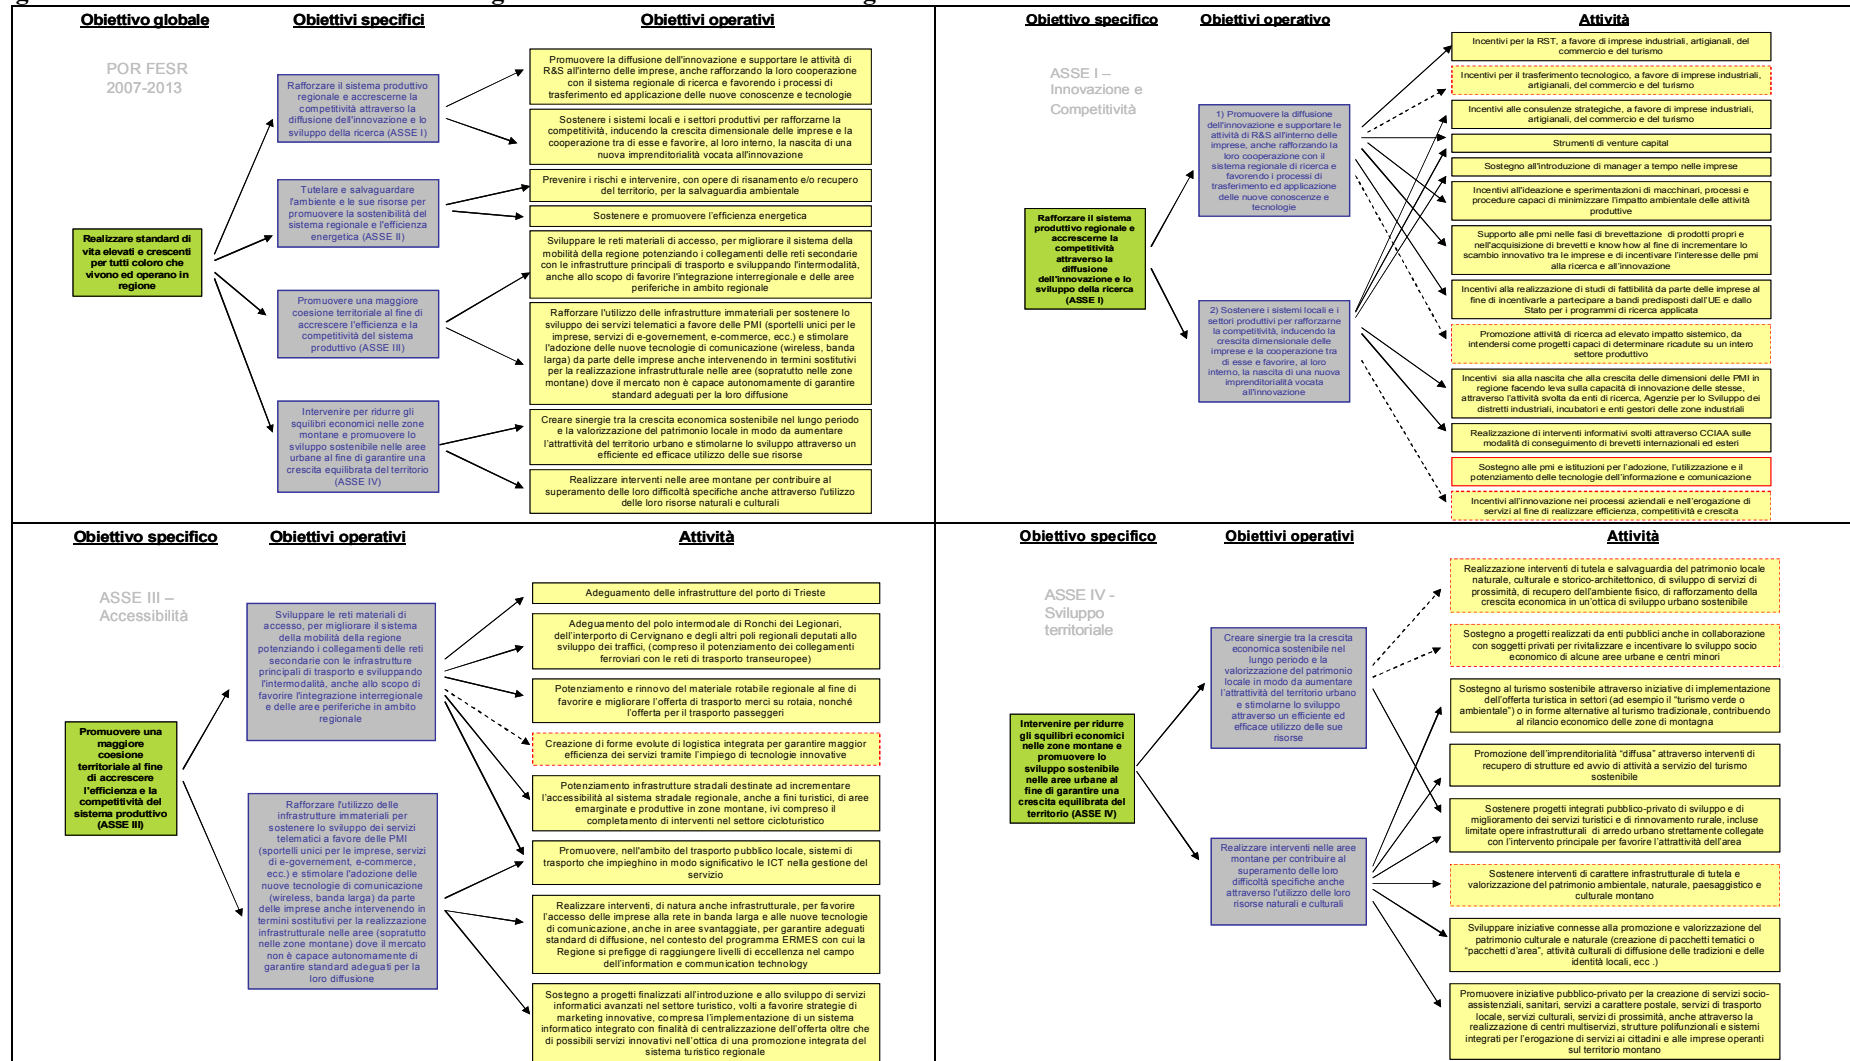 Obiettivo globale
Obiettivi specifici
Obiettivi operativi
POR FESR
2007-2013
Realizzare standard di
vita elevati e crescenti
per tutti coloro che
vivono ed operano in
regione
Rafforzare il sistema produttivo
regionale e accrescerne la
competitività attraverso la
diffusione dell'innovazione e lo
sviluppo della ricerca (ASSE I)
Tutelare e salvaguardare
l'ambiente e le sue risorse per
promuovere la sostenibilità del
sistema regionale e l'efficienza
energetica (ASSE II)
Promuovere una maggiore
coesione territoriale al fine di
accrescere l'efficienza e la
competitività del sistema
produttivo (ASSE III)
Intervenire per ridurre gli
squilibri economici nelle zone
montane e promuovere lo
sviluppo sostenibile nelle aree
urbane al fine di garantire una
crescita equilibrata del territorio
(ASSE IV)
Promuovere la diffusione dell'innovazione e supportare le attività di
R&S all'interno delle imprese, anche rafforzando la loro cooperazione
con il sistema regionale di ricerca e favorendo i processi di
trasferimento ed applicazione delle nuove conoscenze e tecnologie
Sostenere i sistemi locali e i settori produttivi per rafforzarne la
competitività, inducendo la crescita dimensionale delle imprese e la
cooperazione tra di esse e favorire, al loro interno, la nascita di una
nuova imprenditorialità vocata all'innovazione
Prevenire i rischi e intervenire, con opere di risanamento e/o recupero
del territorio, per la salvaguardia ambientale
Sostenere e promuovere l'efficienza energetica
Sviluppare le reti materiali di accesso, per migliorare il sistema della
mobilità della regione potenziando i collegamenti delle reti secondarie
con le infrastrutture principali di trasporto e sviluppando l'intermodalità,
anche allo scopo di favorire l'integrazione interregionale e delle aree
periferiche in ambito regionale
Rafforzare l'utilizzo delle infrastrutture immateriali per sostenere lo
sviluppo dei servizi telematici a favore delle PMI (sportelli unici per le
imprese, servizi di e-governement, e-commerce, ecc.) e stimolare
l'adozione delle nuove tecnologie di comunicazione (wireless, banda
larga) da parte delle imprese anche intervenendo in termini sostitutivi
per la realizzazione infrastrutturale nelle aree (sopratutto nelle zone
montane) dove il mercato non è capace autonomamente di garantire
standard adeguati per la loro diffusione
Creare sinergie tra la crescita economica sostenibile nel lungo periodo
e la valorizzazione del patrimonio locale in modo da aumentare
l'attrattività del territorio urbano e stimolarne lo sviluppo attraverso un
efficiente ed efficace utilizzo delle sue risorse
Realizzare interventi nelle aree montane per contribuire al
superamento delle loro difficoltà specifiche anche attraverso l'utilizzo
delle loro risorse naturali e culturali
Obiettivo specifico
Obiettivi operativo
Attività
ASSE I –
Innovazione e
Competitività
Rafforzare il sistema
produttivo regionale e
accrescerne la
competitività
attraverso la
diffusione
dell'innovazione e lo
sviluppo della ricerca
(ASSE I)
1) Promuovere la diffusione
dell'innovazione e supportare le
attività di R&S all'interno delle
imprese, anche rafforzando la
loro cooperazione con il
sistema regionale di ricerca e
favorendo i processi di
trasferimento ed applicazione
delle nuove conoscenze e
tecnologie
2) Sostenere i sistemi locali e i
settori produttivi per rafforzarne
la competitività, inducendo la
crescita dimensionale delle
imprese e la cooperazione tra
di esse e favorire, al loro
interno, la nascita di una nuova
imprenditorialità vocata
all'innovazione
Incentivi per la RST, a favore di imprese industriali, artigianali, del
commercio e del turismo
Incentivi per il trasferimento tecnologico, a favore di imprese industriali,
artigianali, del commercio e del turismo
Incentivi alle consulenze strategiche, a favore di imprese industriali,
artigianali, del commercio e del turismo
Strumenti di venture capital
Sostegno all'introduzione di manager a tempo nelle imprese
Incentivi all'ideazione e sperimentazioni di macchinari, processi e
procedure capaci di minimizzare l'impatto ambientale delle attività
produttive
Supporto alle pmi nelle fasi di brevettazione di prodotti propri e
nell'acquisizione di brevetti e know how al fine di incrementare lo
scambio innovativo tra le imprese e di incentivare l'interesse delle pmi
alla ricerca e all'innovazione
Incentivi alla realizzazione di studi di fattibilità da parte delle imprese al
fine di incentivarle a partecipare a bandi predisposti dall'UE e dallo
Stato per i programmi di ricerca applicata
Promozione attività di ricerca ad elevato impatto sistemico, da
intendersi come progetti capaci di determinare ricadute su un intero
settore produttivo
Incentivi sia alla nascita che alla crescita delle dimensioni delle PMI in
regione facendo leva sulla capacità di innovazione delle stesse,
attraverso l'attività svolta da enti di ricerca, Agenzie per lo Sviluppo dei
distretti industriali, incubatori e enti gestori delle zone industriali
Realizzazione di interventi informativi svolti attraverso CCIAA sulle
modalità di conseguimento di brevetti internazionali ed esteri
Sostegno alle pmi e istituzioni per l'adozione, l'utilizzazione e il
potenziamento delle tecnologie dell'informazione e comunicazione
Incentivi all'innovazione nei processi aziendali e nell'erogazione di
servizi al fine di realizzare efficienza, competitività e crescita
Obiettivo specifico
Obiettivi operativi
Attività
ASSE III –
Accessibilità
Promuovere una
maggiore
coesione
territoriale al fine
di accrescere
l'efficienza e la
competitività del
sistema produttivo
(ASSE III)
Sviluppare le reti materiali di
accesso, per migliorare il sistema
della mobilità della regione
potenziando i collegamenti delle reti
secondarie con le infrastrutture
principali di trasporto e sviluppando
l'intermodalità, anche allo scopo di
favorire l'integrazione interregionale
e delle aree periferiche in ambito
regionale
Rafforzare l'utilizzo delle
infrastrutture immateriali per
sostenere lo sviluppo dei servizi
telematici a favore delle PMI
(sportelli unici per le imprese, servizi
di e-governement, e-commerce,
ecc.) e stimolare l'adozione delle
nuove tecnologie di comunicazione
(wireless, banda larga) da parte
delle imprese anche intervenendo in
termini sostitutivi per la realizzazione
infrastrutturale nelle aree (sopratutto
nelle zone montane) dove il mercato
non è capace autonomamente di
garantire standard adeguati per la
loro diffusione
Adeguamento delle infrastrutture del porto di Trieste
Adeguamento del polo intermodale di Ronchi dei Legionari,
dell'interporto di Cervignano e degli altri poli regionali deputati allo
sviluppo dei traffici, (compreso il potenziamento dei collegamenti
ferroviari con le reti di trasporto transeuropee)
Potenziamento e rinnovo del materiale rotabile regionale al fine di
favorire e migliorare l'offerta di trasporto merci su rotaia, nonché
l'offerta per il trasporto passeggeri
Creazione di forme evolute di logistica integrata per garantire maggior
efficienza dei servizi tramite l'impiego di tecnologie innovative
Potenziamento infrastrutture stradali destinate ad incrementare
l'accessibilità al sistema stradale regionale, anche a fini turistici, di aree
emarginate e produttive in zone montane, ivi compreso il
completamento di interventi nel settore cicloturistico
Promuovere, nell'ambito del trasporto pubblico locale, sistemi di
trasporto che impieghino in modo significativo le ICT nella gestione del
servizio
Realizzare interventi, di natura anche infrastrutturale, per favorire
l'accesso delle imprese alla rete in banda larga e alle nuove tecnologie
di comunicazione, anche in aree svantaggiate, per garantire adeguati
standard di diffusione, nel contesto del programma ERMES con cui la
Regione si prefigge di raggiungere livelli di eccellenza nel campo
dell'information e communication technology
Sostegno a progetti finalizzati all'introduzione e allo sviluppo di servizi
informatici avanzati nel settore turistico, volti a favorire strategie di
marketing innovative, compresa l'implementazione di un sistema
informatico integrato con finalità di centralizzazione dell'offerta oltre che
di possibili servizi innovativi nell'ottica di una promozione integrata del
sistema turistico regionale
Obiettivo specifico
Obiettivi operativi
Attività
ASSE IV -
Sviluppo
territoriale
Intervenire per ridurre
gli squilibri economici
nelle zone montane e
promuovere lo
sviluppo sostenibile
nelle aree urbane al
fine di garantire una
crescita equilibrata del
territorio (ASSE IV)
Creare sinergie tra la crescita
economica sostenibile nel
lungo periodo e la
valorizzazione del patrimonio
locale in modo da aumentare
l'attrattività del territorio urbano
e stimolarne lo sviluppo
attraverso un efficiente ed
efficace utilizzo delle sue
risorse
Realizzare interventi nelle aree
montane per contribuire al
superamento delle loro
difficoltà specifiche anche
attraverso l'utilizzo delle loro
risorse naturali e culturali
Realizzazione interventi di tutela e salvaguardia del patrimonio locale
naturale, culturale e storico-architettonico, di sviluppo di servizi di
prossimità, di recupero dell'ambiente fisico, di rafforzamento della
crescita economica in un'ottica di sviluppo urbano sostenibile
Sostegno a progetti realizzati da enti pubblici anche in collaborazione
con soggetti privati per rivitalizzare e incentivare lo sviluppo socio
economico di alcune aree urbane e centri minori
Sostegno al turismo sostenibile attraverso iniziative di implementazione
dell'offerta turistica in settori (ad esempio il "turismo verde o
ambientale") o in forme alternative al turismo tradizionale, contribuendo
al rilancio economico delle zone di montagna
Promozione dell'imprenditorialità "diffusa" attraverso interventi di
recupero di strutture ed avvio di attività a servizio del turismo
sostenibile
Sostenere progetti integrati pubblico-privato di sviluppo e di
miglioramento dei servizi turistici e di rinnovamento rurale, incluse
limitate opere infrastrutturali di arredo urbano strettamente collegate
con l'intervento principale per favorire l'attrattività dell'area
Sostenere interventi di carattere infrastrutturale di tutela e
valorizzazione del patrimonio ambientale, naturale, paesaggistico e
culturale montano
Sviluppare iniziative connesse alla promozione e valorizzazione del
patrimonio culturale e naturale (creazione di pacchetti tematici o
"pacchetti d'area", attività culturali di diffusione delle tradizioni e delle
identità locali, ecc .)
Promuovere iniziative pubblico-privato per la creazione di servizi socio-
assistenziali, sanitari, servizi a carattere postale, servizi di trasporto
locale, servizi culturali, servizi di prossimità, anche attraverso la
realizzazione di centri multiservizi, strutture polifunzionali e sistemi
integrati per l'erogazione di servizi ai cittadini e alle imprese operanti
sul territorio montano